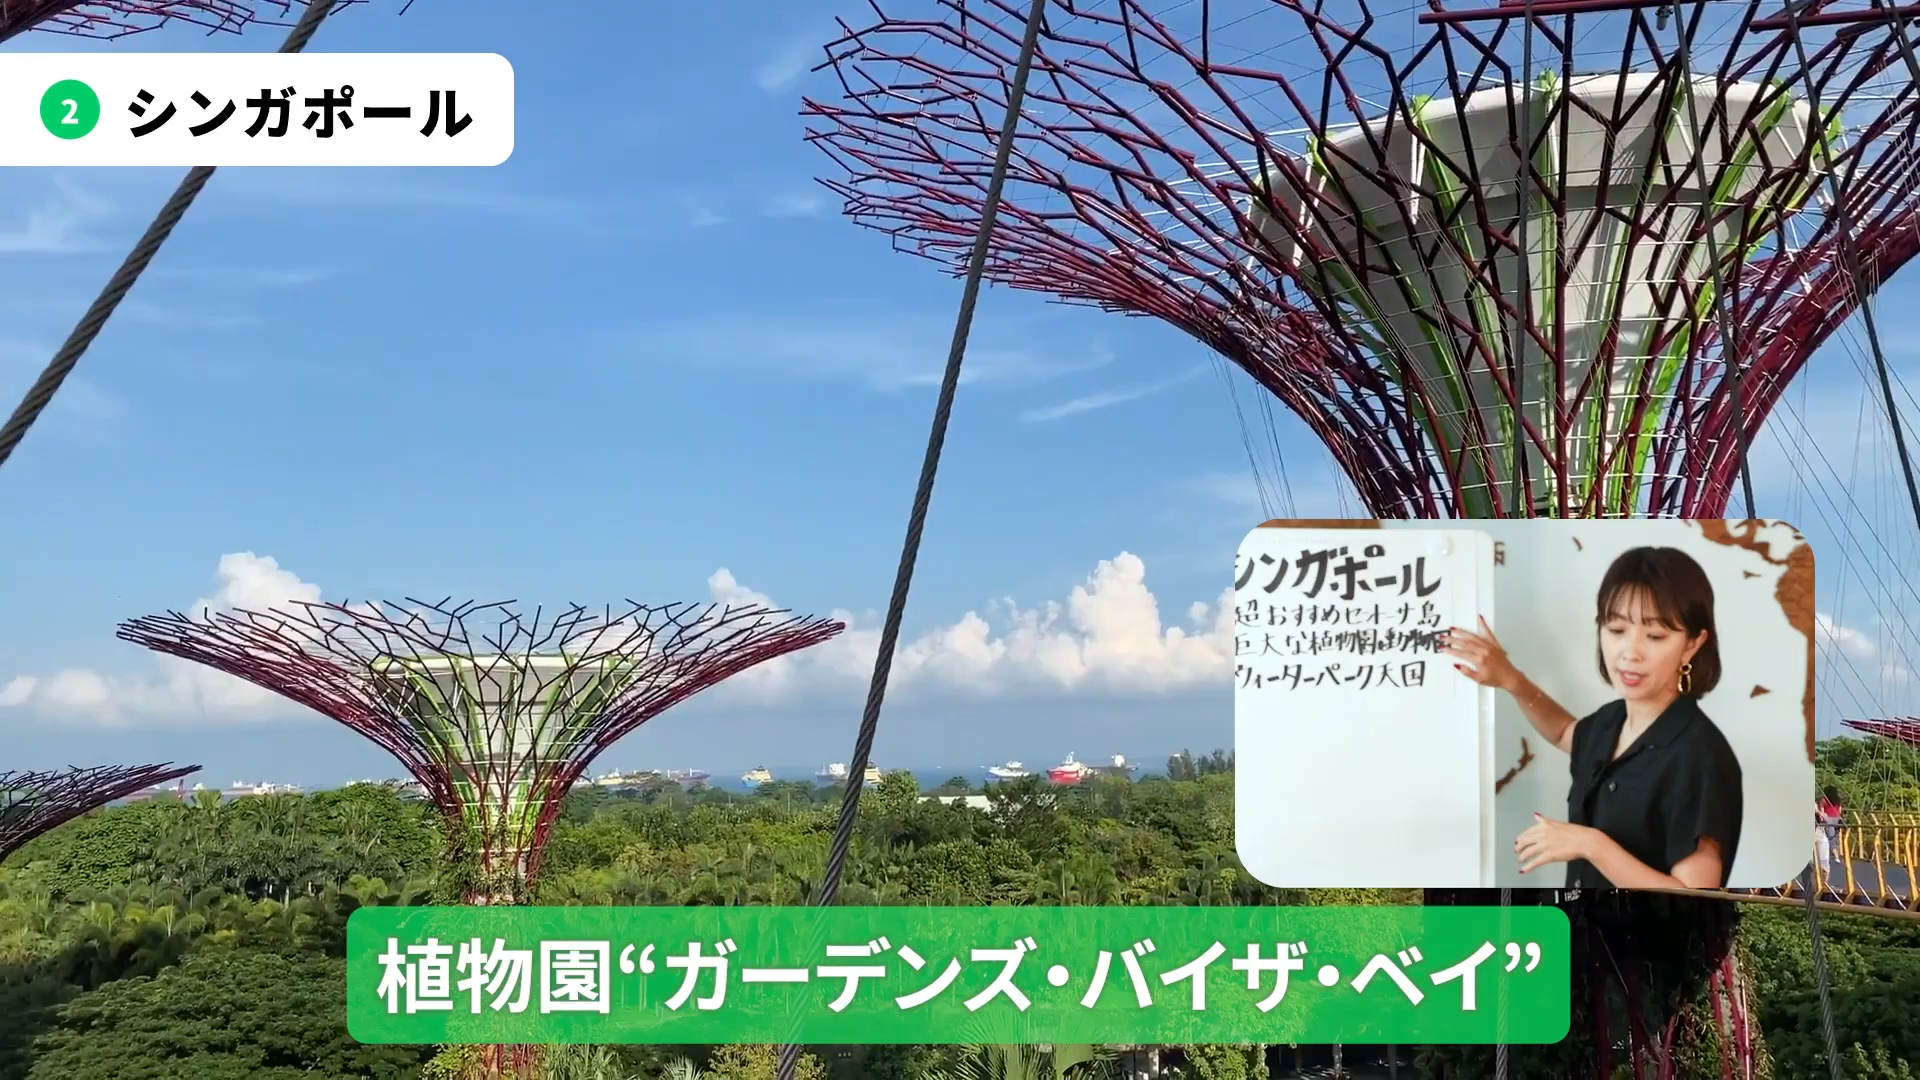 2 シンガポール
シンガポール
超おすすめセオーサ島
巨大な植物園&動物園
ウォーターパーク天国
植物園“ガーデンズ・バイザ・ベイ”